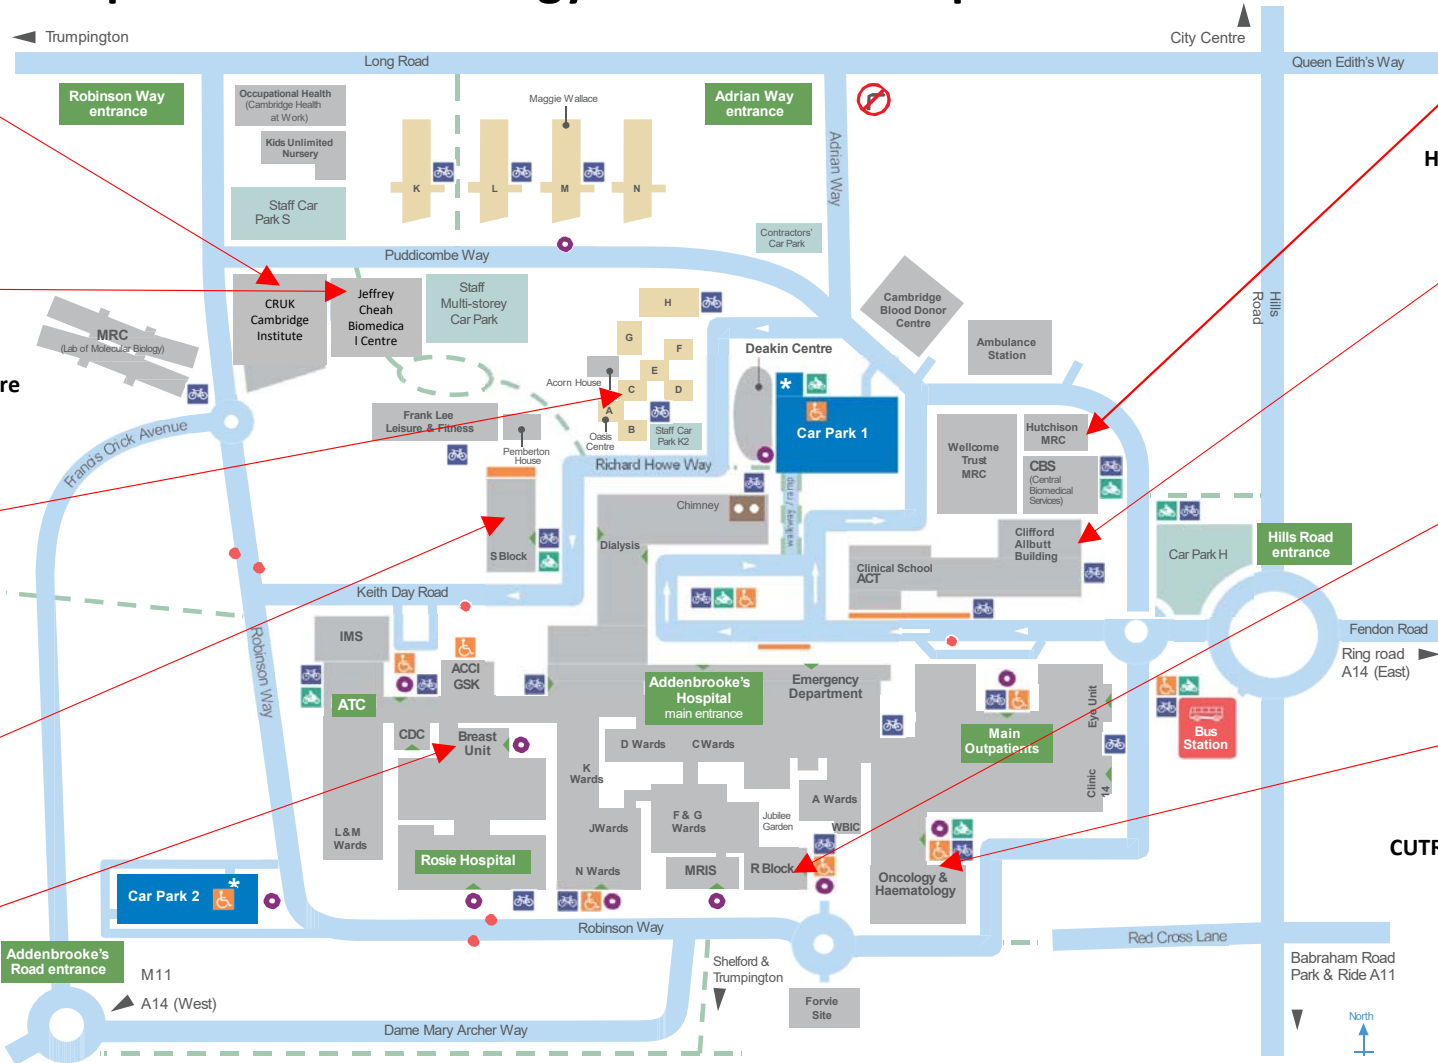 Trumpington
City Centre
Long Road
Queen Edith's Way
Robinson Way
entrance
Occupational Health
(Cambridge Health
at Work)
Maggie Wallace
Adrian Way
entrance
Kids Unlimited
Nursery
Adrian Way
H
K
L
M
N
Staff Car
Park S
Contractors'
Car Park
Puddicombe Way
CRUK
Cambridge
Institute
Jeffrey
Cheah
Biomedica
l Centre
Staff
Multi-storey
Car Park
H
Cambridge
Blood Donor
Centre
Hills
Road
MRC
(Lab of Molecular Biology)
G
F
E
Deakin Centre
Ambulance
Station
re
Acorn House
C
D
*
A
B
Oasis
Centre
Staff Car
Park K2
Frank Lee
Leisure & Fitness
Pemberton
House
Car Park 1
Hutchison
MRC
Wellcome
Trust
MRC
CBS
(Central
Biomedical
Services)
Francis Crick Avenue
Richard Howe Way
Chimney
walkway / ramp
S Block
Dialysis
Clifford
Allbutt
Building
Car Park H
Hills Road
entrance
Clinical School
ACT
Keith Day Road
IMS
Robinson Way
Fendon Road
Ring road
A14 (East)
ACCI
GSK
ATC
Addenbrooke's
Hospital
main entrance
Emergency
Department
Eye Unit
Bus
Station
CDC
Breast
Unit
D Wards
C Wards
Main
Outpatients
K
Wards
Clinic
14
A Wards
L&M
Wards
J Wards
F & G
Wards
Jubilee
Garden
WBIC
CUTR
Rosie Hospital
N Wards
MRIS
R Block
Oncology &
Haematology
Car Park 2
*
Robinson Way
Red Cross Lane
Addenbrooke's
Road entrance
M11
A14 (West)
Shelford &
Trumpington
Babraham Road
Park & Ride A11
Forvie
Site
North
Dame Mary Archer Way